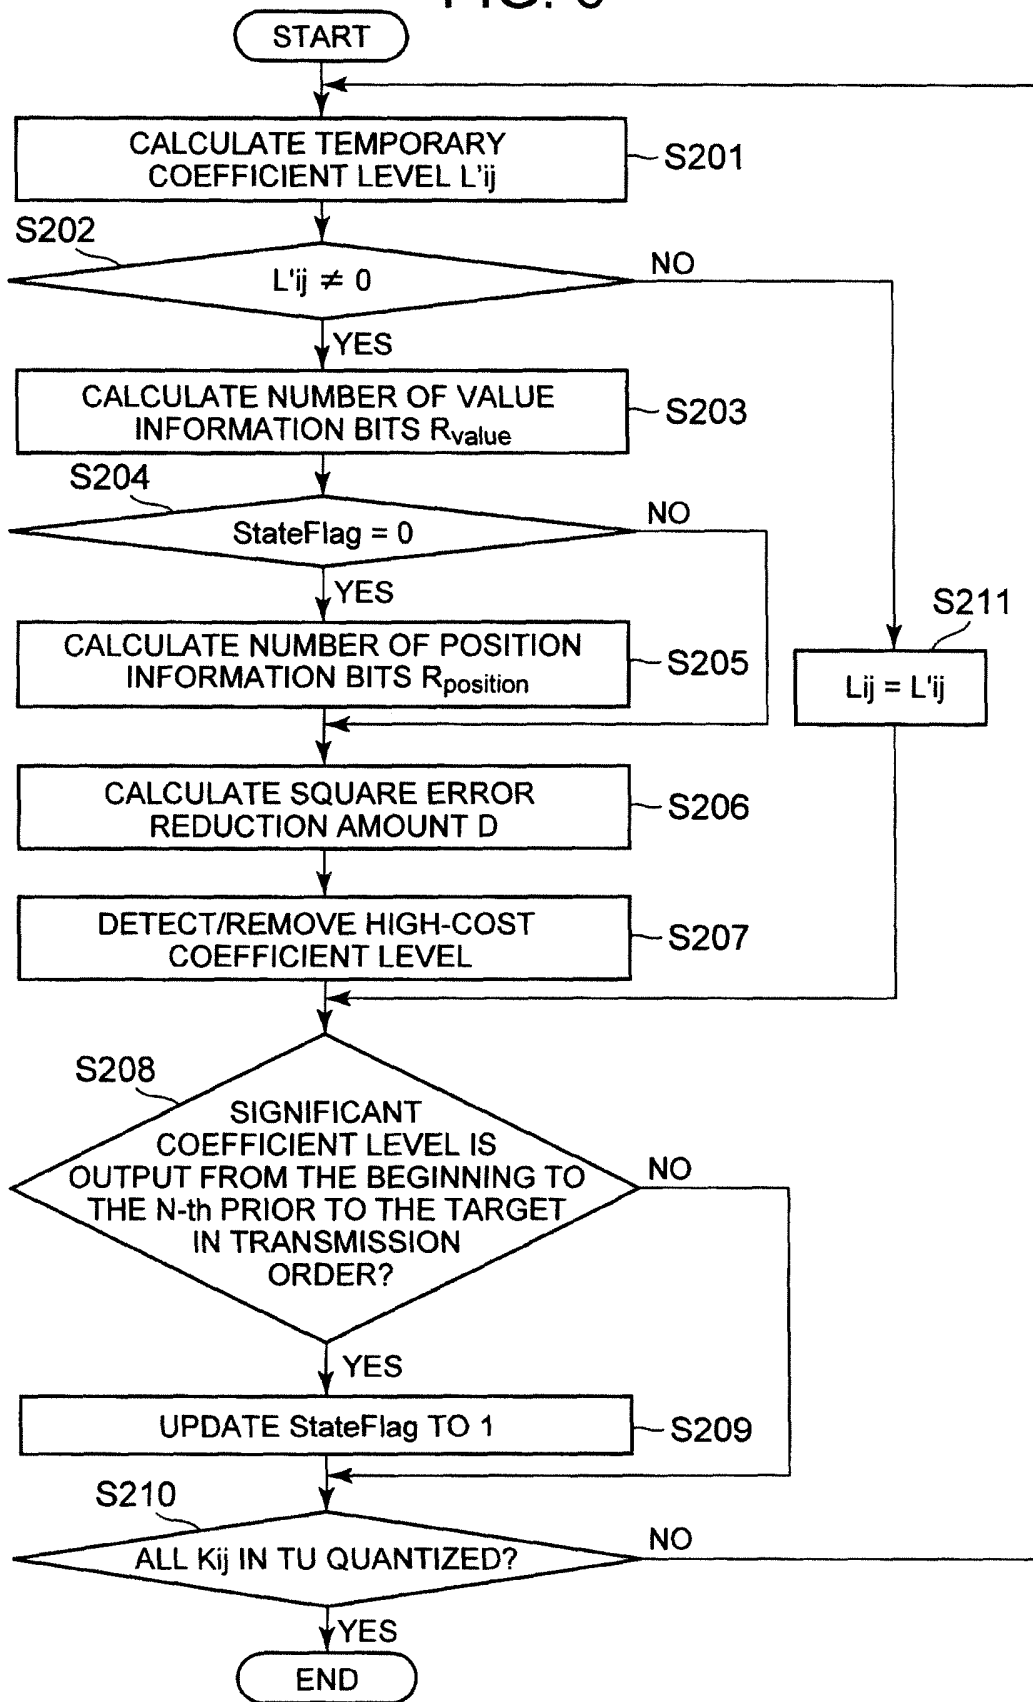 START
CALCULATE TEMPORARY
COEFFICIENT LEVEL L'ij
S201
S202
L'ij ≠ 0
NO
YES
CALCULATE NUMBER OF VALUE
INFORMATION BITS Rvalue
S203
S204
StateFlag = 0
NO
YES
CALCULATE NUMBER OF POSITION
INFORMATION BITS Rposition
S205
S211
Lij = L'ij
CALCULATE SQUARE ERROR
REDUCTION AMOUNT D
S206
DETECT/REMOVE HIGH-COST
COEFFICIENT LEVEL
S207
S208
SIGNIFICANT
COEFFICIENT LEVEL IS
OUTPUT FROM THE BEGINNING TO
THE N-th PRIOR TO THE TARGET
IN TRANSMISSION
ORDER?
NO
YES
UPDATE StateFlag TO 1
S209
S210
ALL Kij IN TU QUANTIZED?
NO
YES
END